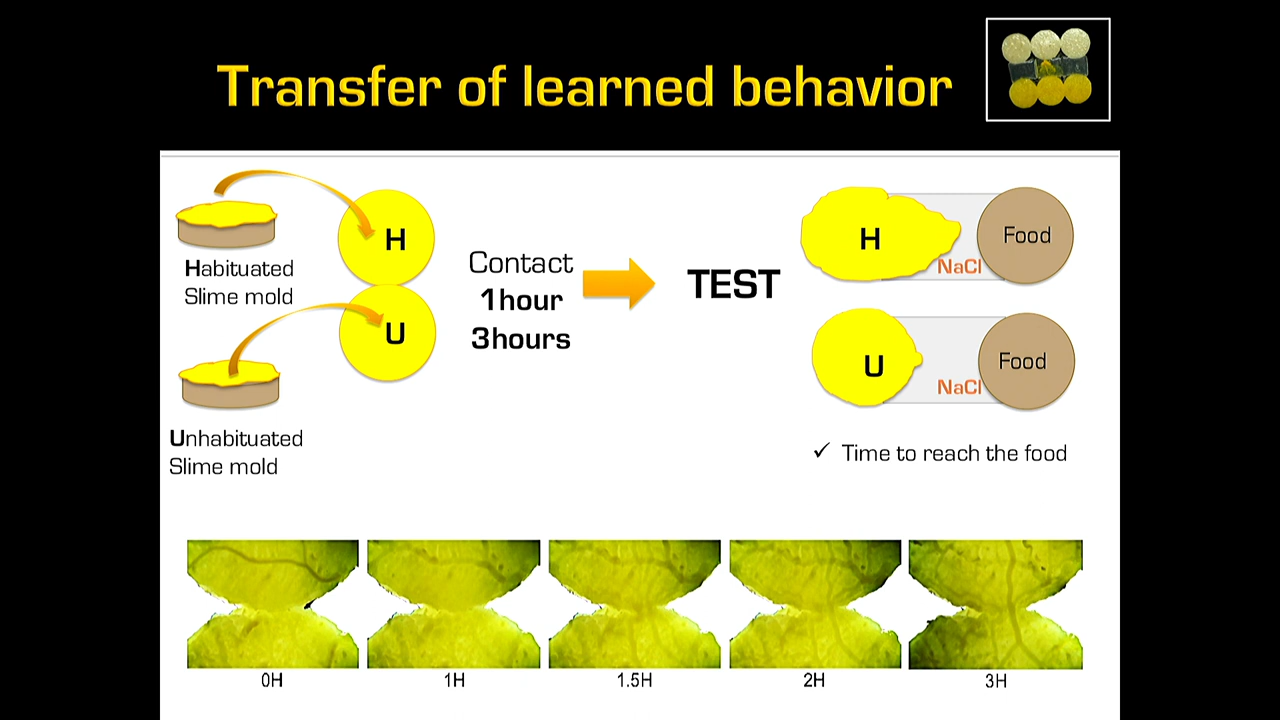 Transfer of learned behavior
H
Habituated
Slime mold
U
Unhabituated
Slime mold
Contact
1hour
3hours
TEST
H
NaCl
Food
U
NaCl
Food
✓ Time to reach the food
0H
1H
1.5H
2H
3H